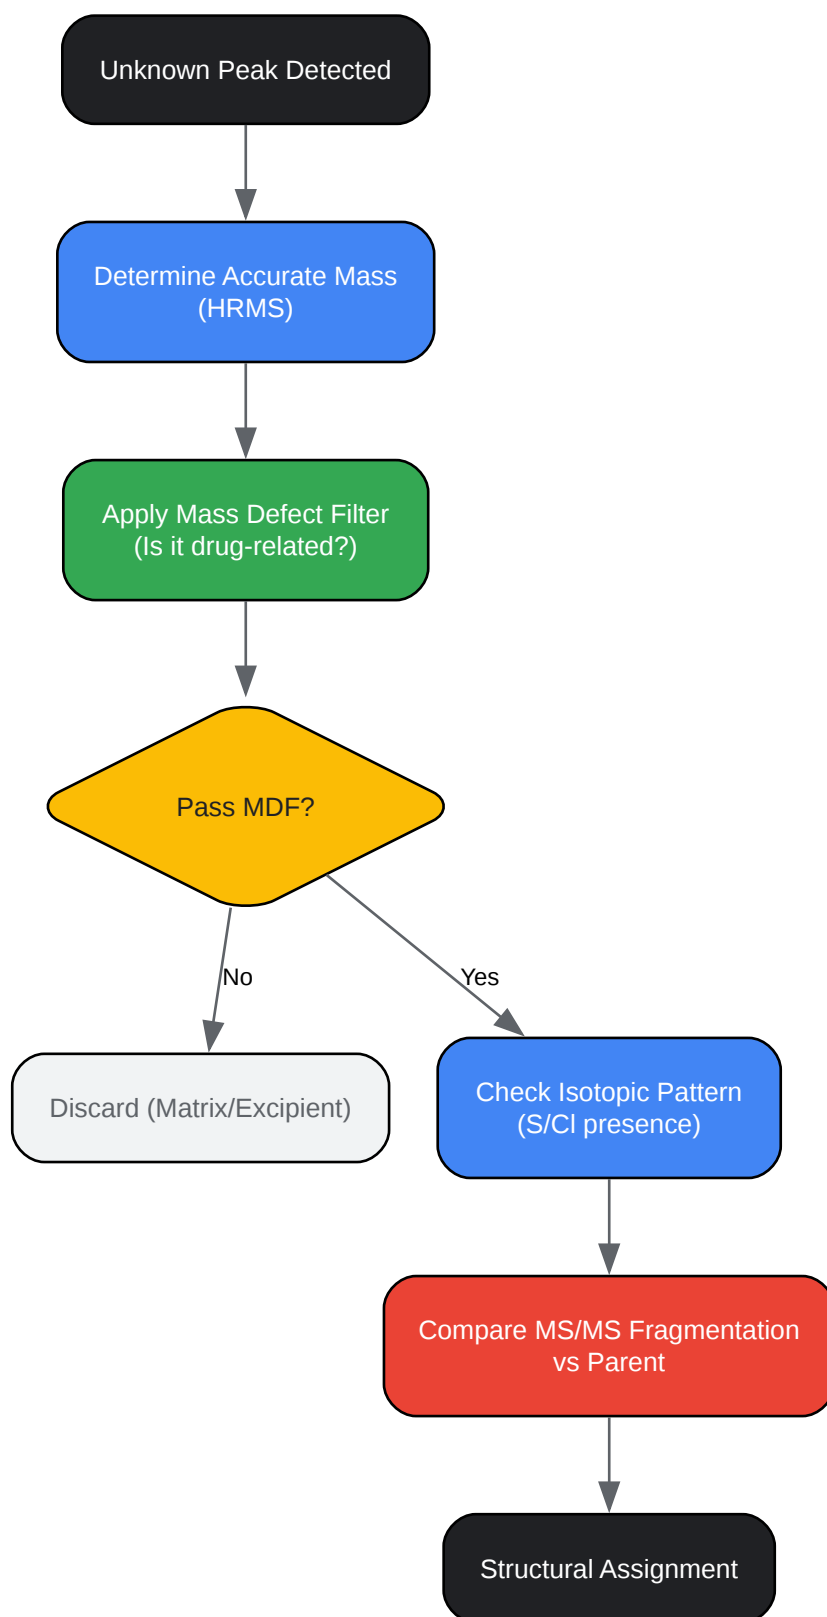 Unknown Peak Detected
Determine Accurate Mass
(HRMS)
Apply Mass Defect Filter
(Is it drug-related?)
Pass MDF?
No
Yes
Discard (Matrix/Excipient)
Check Isotopic Pattern
(S/Cl presence)
Compare MS/MS Fragmentation
vs Parent
Structural Assignment